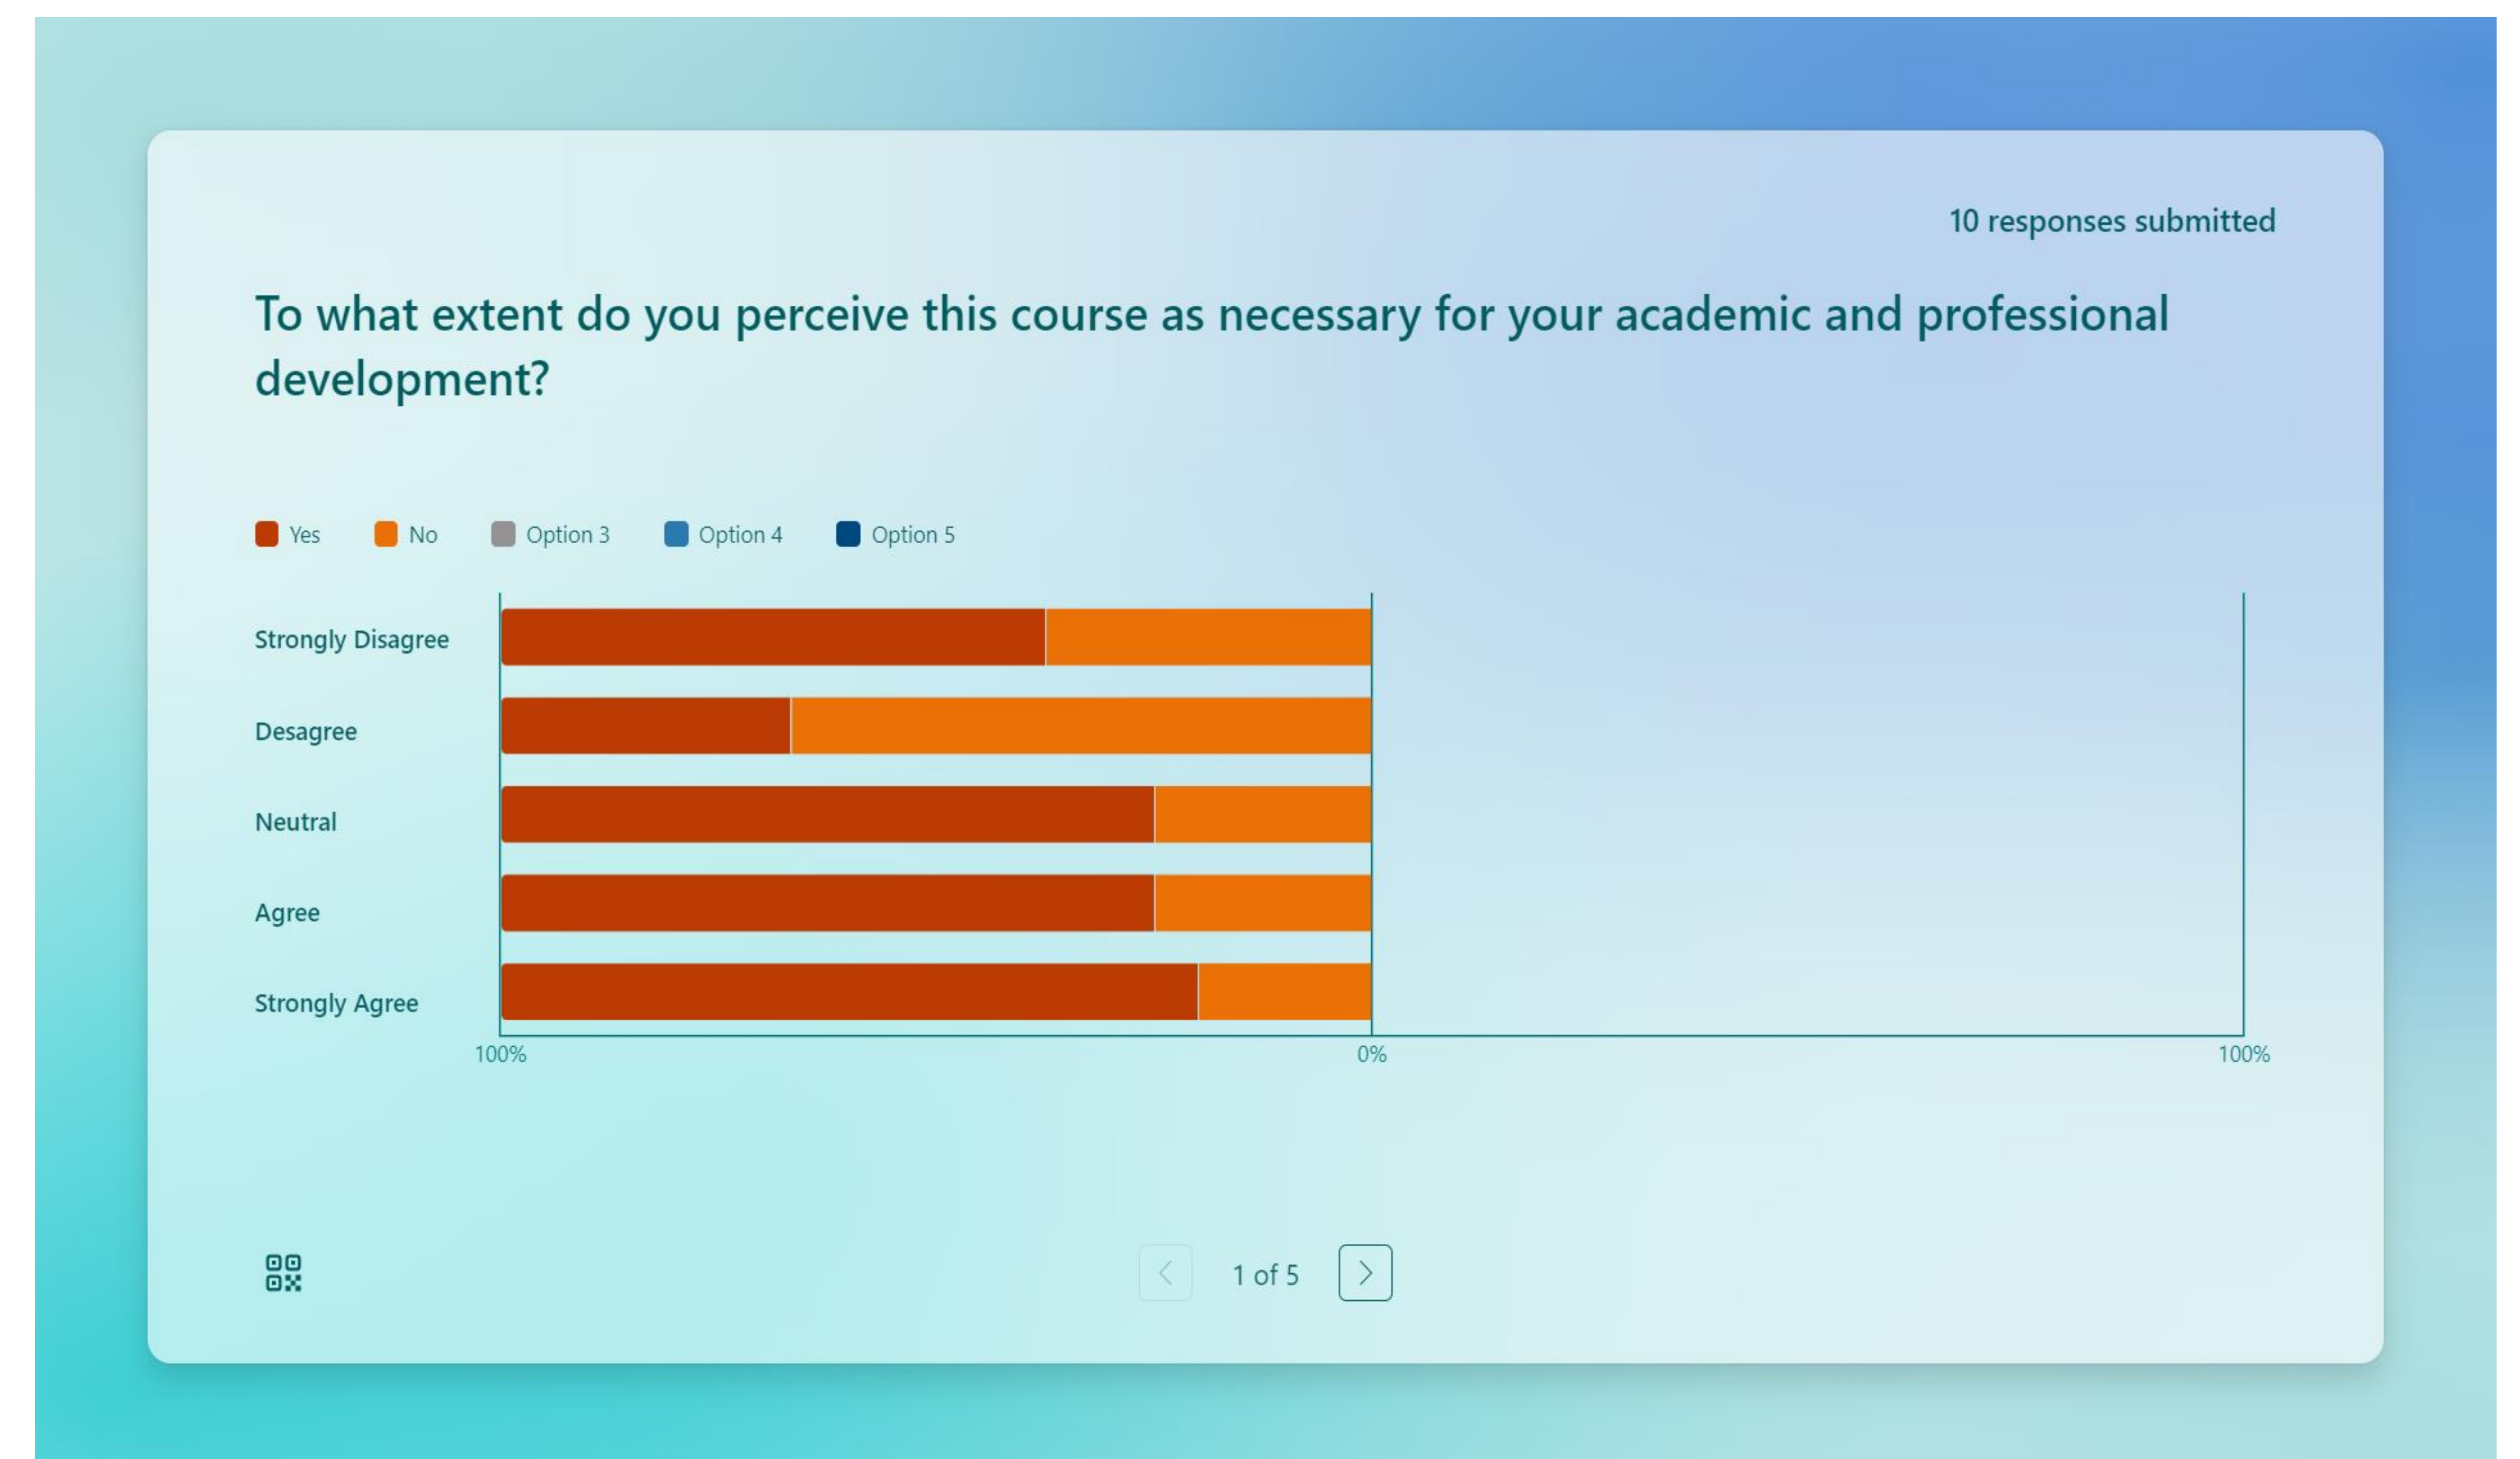 10 responses submitted
To what extent do you perceive this course as necessary for your academic and professional
development?
Yes No Option 3 Option 4 Option 5
Strongly Disagree
Desagree
Neutral
Agree
Strongly Agree
100% 0% 100%
1 of 5